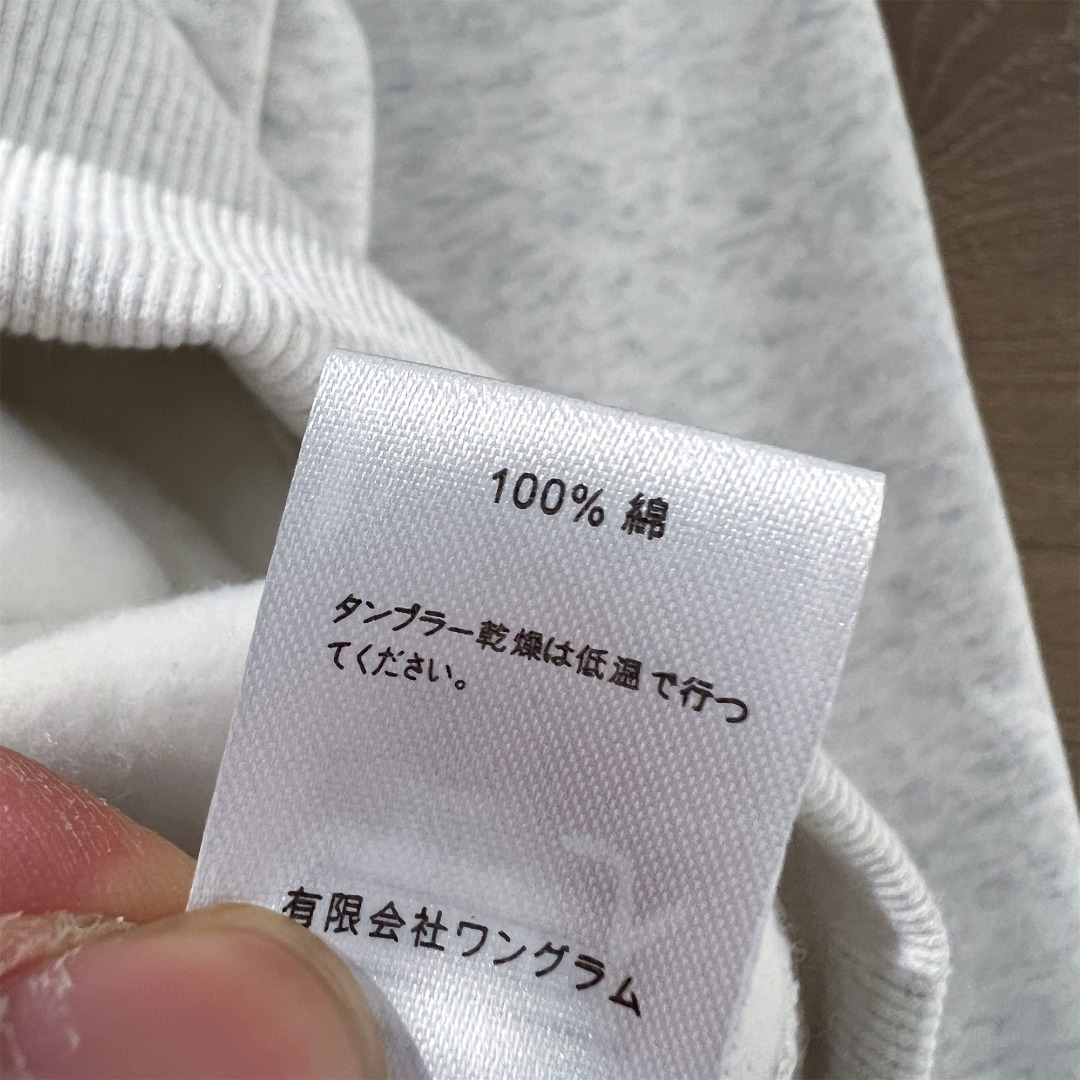 100% 綿
タンブラー乾燥は低温で行つ
てください。
有限会社ワングラム